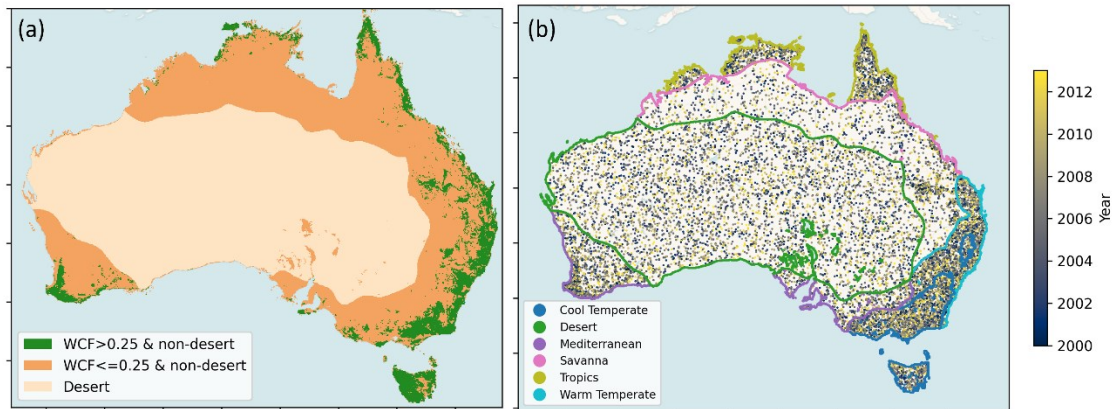 (a)
WCF>0.25 & non-desert
WCF<=0.25 & non-desert
Desert
(b)
Cool Temperate
Desert
Mediterranean
Savanna
Tropics
Warm Temperate
2012
2010
2008
2006
2004
2002
2000
Year